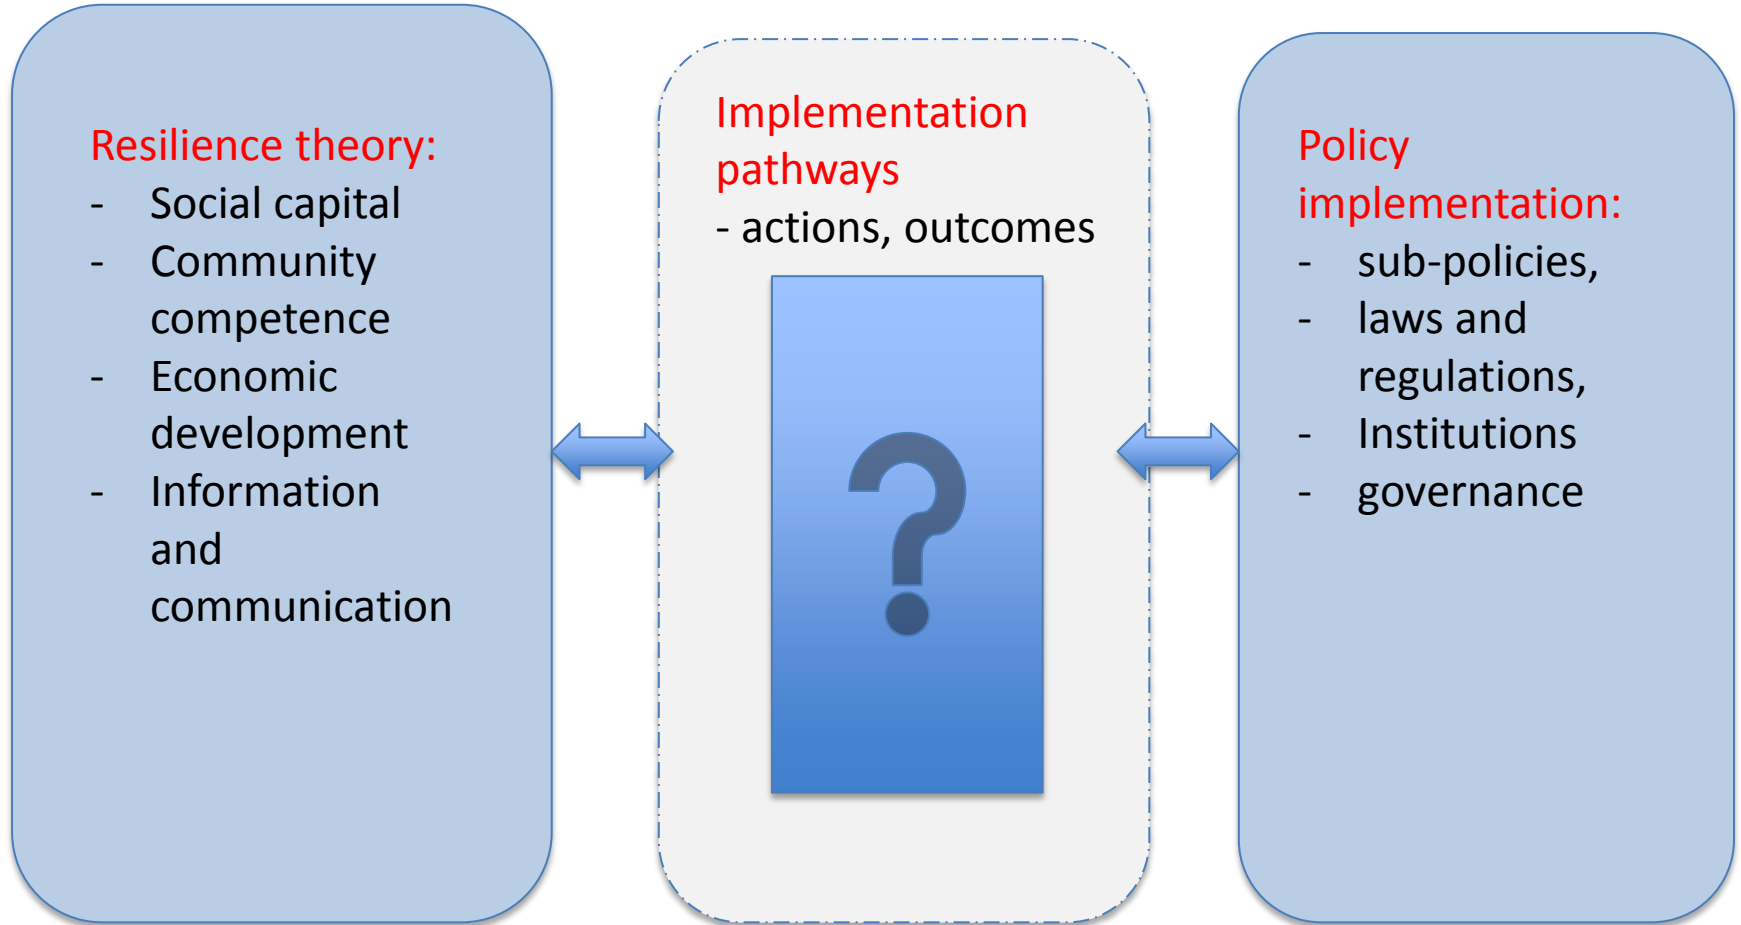 Resilience theory:
- Social capital
- Community
competence
- Economic
development
- Information
and
communication
Implementation
pathways
- actions, outcomes
?
Policy
implementation:
- sub-policies,
- laws and
regulations,
- Institutions
- governance